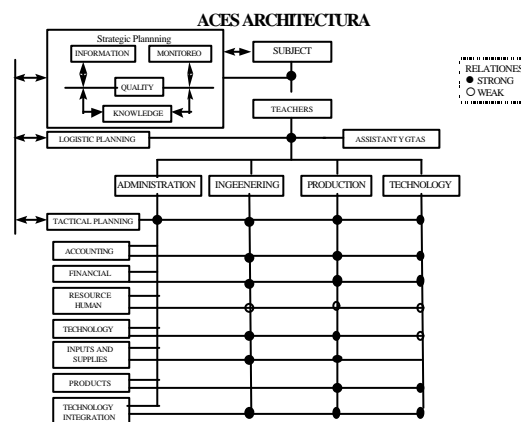 ACES ARCHITECTURA
Strategic Plannning
INFORMATION
MONITOREO
QUALITY
KNOWLEDGE
SUBJECT
RELATIONES
STRONG
WEAK
TEACHERS
LOGISTIC PLANNING
ASSISTANT Y GTAS
ADMINISTRATION
INGEENERING
PRODUCTION
TECHNOLOGY
TACTICAL PLANNING
ACCOUNTING
FINANCIAL
RESOURCE
HUMAN
TECHNOLOGY
INPUTS AND
SUPPLIES
PRODUCTS
TECHNOLOGY
INTEGRATION